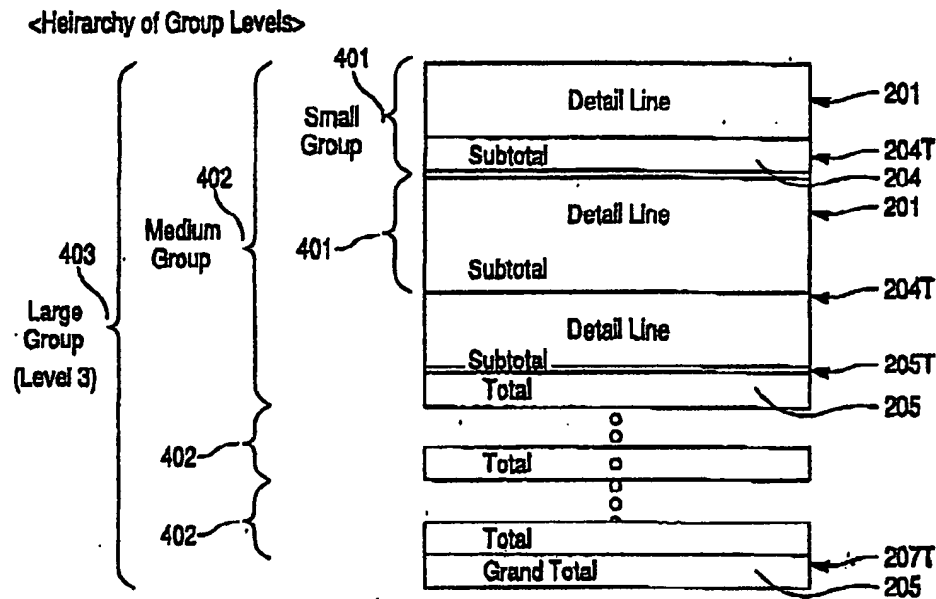 <Heirarchy of Group Levels>
401
Small
Group
402
Medium
Group
401
403
Large
Group
(Level 3)
402
402
Detail Line
201
Subtotal
204T
204
Detail Line
201
Subtotal
204T
Detail Line
Subtotal
205T
Total
205
Total
Total
207T
Grand Total
205